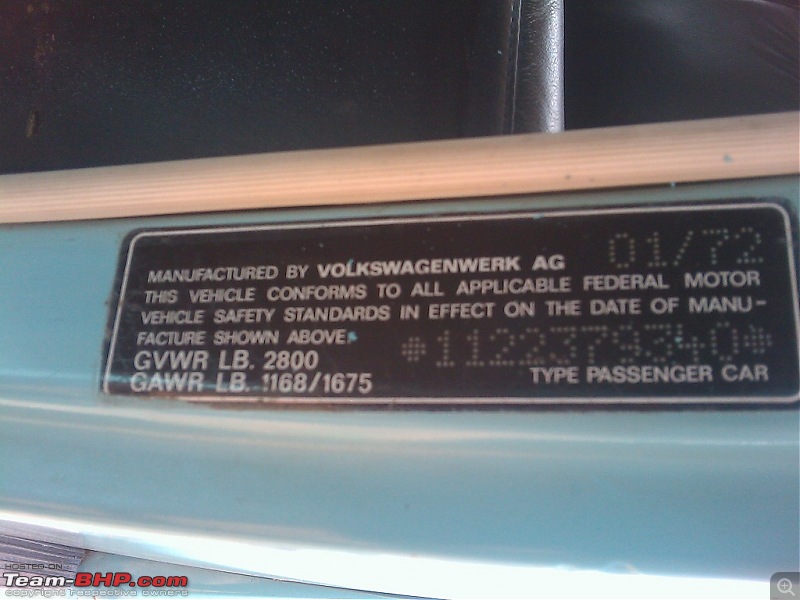 01/72
MANUFACTURED BY VOLKSWAGENWERK AG
THIS VEHICLE CONFORMS TO ALL APPLICABLE FEDERAL MOTOR
VEHICLE SAFETY STANDARDS IN EFFECT ON THE DATE OF MANU-
FACTURE SHOWN ABOVE.
*1122379340*
GVWR LB. 2800
GAWR LB. 1168/1675
TYPE PASSENGER CAR
HOSTED ON:
Team-BHP.com
copyright respective owners